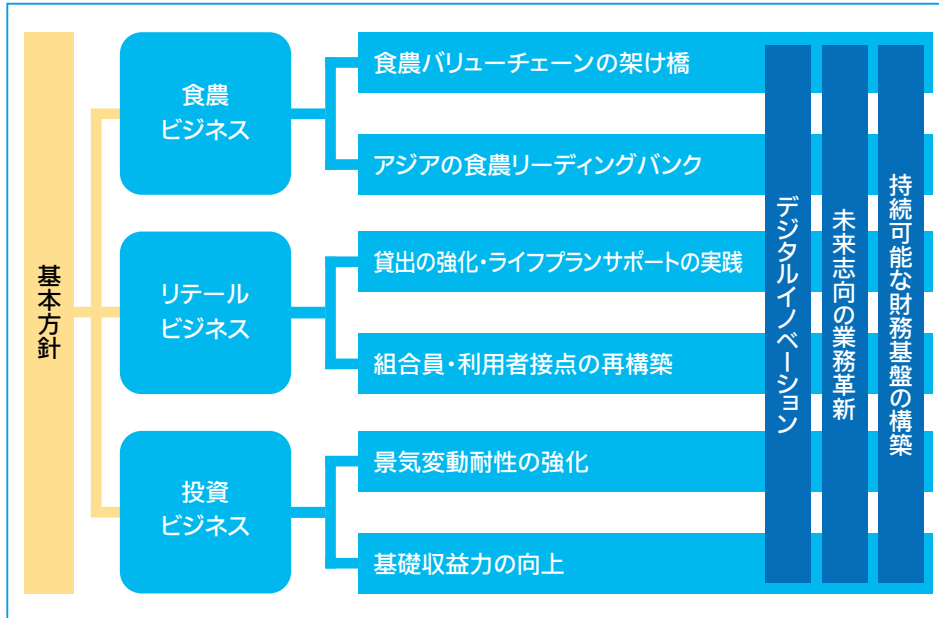 基本方針
食農
ビジネス
食農バリューチェーンの架け橋
アジアの食農リーディングバンク
リテール
ビジネス
貸出の強化・ライフプランサポートの実践
組合員・利用者接点の再構築
投資
ビジネス
景気変動耐性の強化
基礎収益力の向上
デジタルイノベーション
未来志向の業務革新
持続可能な財務基盤の構築